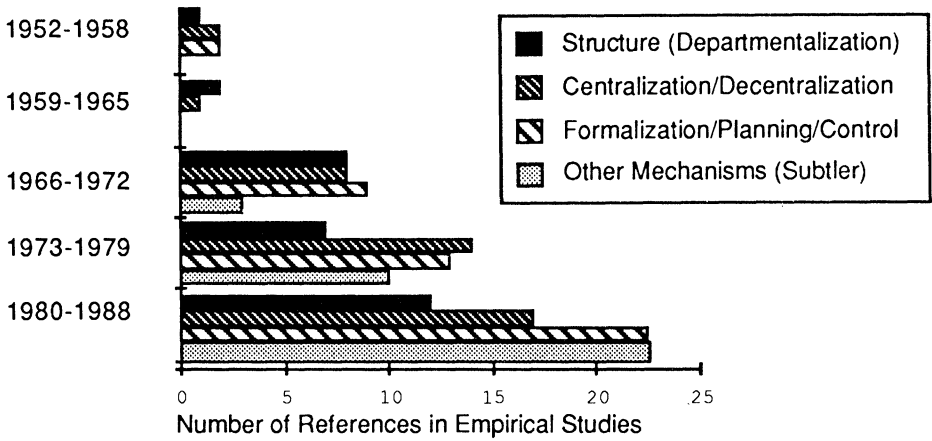 1952-1958
1959-1965
1966-1972
1973-1979
1980-1988
Structure (Departmentalization)
Centralization/Decentralization
Formalization/Planning/Control
Other Mechanisms (Subtler)
0 5 10 15 20 25
Number of References in Empirical Studies